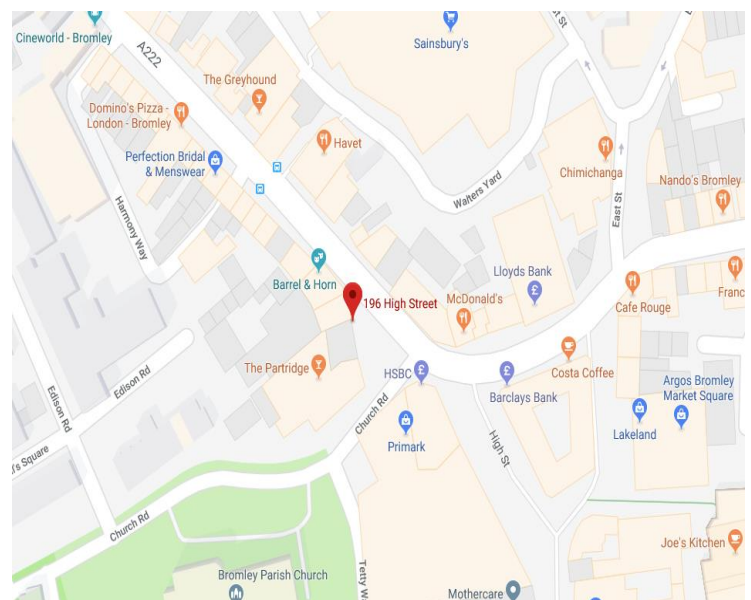 Cineworld - Bromley
A222
Sainsbury's
The Greyhound
Domino's Pizza -
London - Bromley
Havet
Perfection Bridal
& Menswear
Chimichanga
Nando's Bromley
Walters Yard
East St
Harmony Way
Lloyds Bank
Barrel & Horn
196 High Street
McDonald's
Cafe Rouge
Franc
The Partridge
HSBC
Costa Coffee
Barclays Bank
Edison Rd
Edison Rd
Church Rd
Argos Bromley
Market Square
Lakeland
Primark
High St
's Square
Church Rd
Joe's Kitchen
Tetty W
Bromley Parish Church
Mothercare